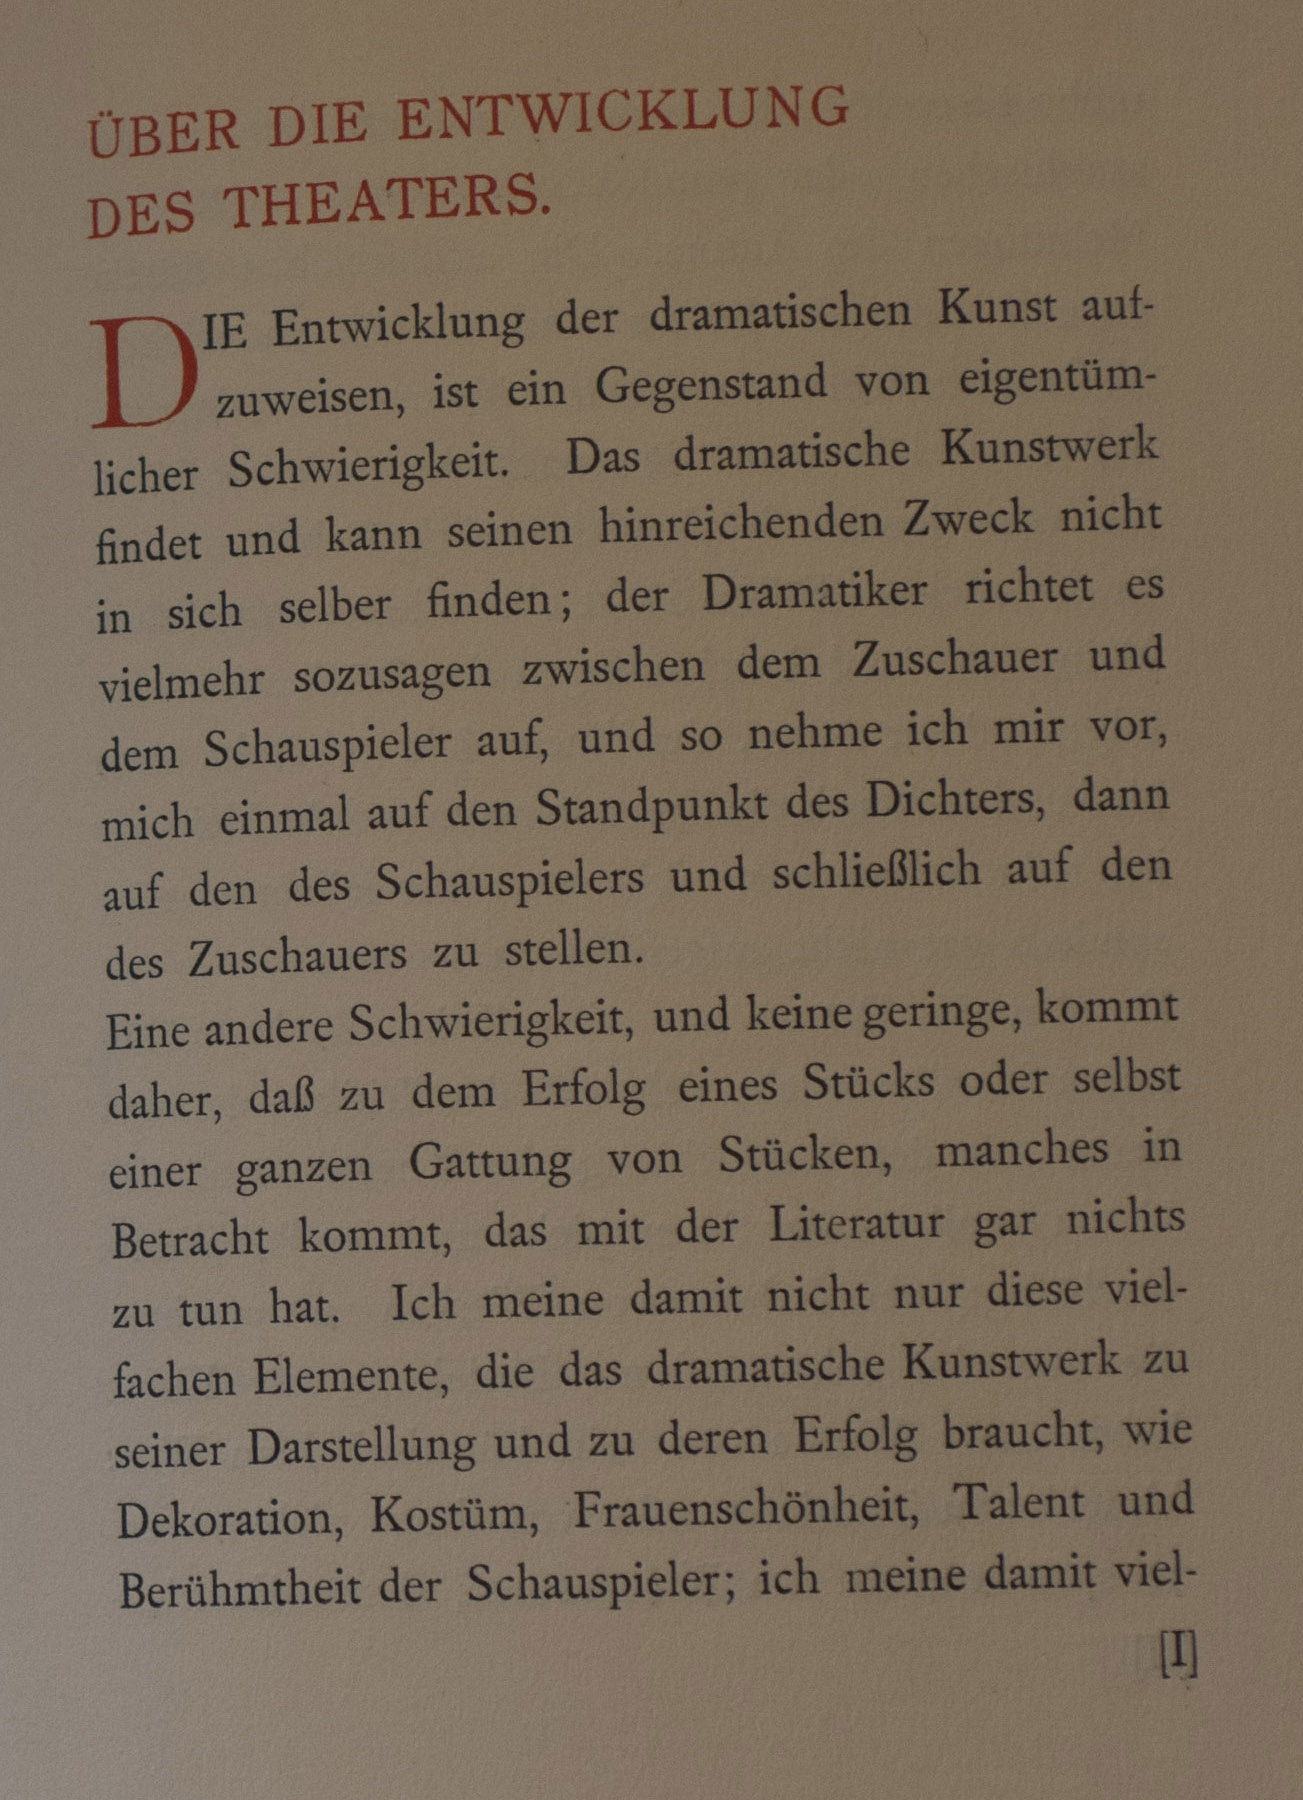 ÜBER DIE ENTWICKLUNG
DES THEATERS.
DIE Entwicklung der dramatischen Kunst auf-
zuweisen, ist ein Gegenstand von eigentüm-
licher Schwierigkeit. Das dramatische Kunstwerk
findet und kann seinen hinreichenden Zweck nicht
in sich selber finden; der Dramatiker richtet es
vielmehr sozusagen zwischen dem Zuschauer und
dem Schauspieler auf, und so nehme ich mir vor,
mich einmal auf den Standpunkt des Dichters, dann
auf den des Schauspielers und schließlich auf den
des Zuschauers zu stellen.
Eine andere Schwierigkeit, und keine geringe, kommt
daher, daß zu dem Erfolg eines Stücks oder selbst
einer ganzen Gattung von Stücken, manches in
Betracht kommt, das mit der Literatur gar nichts
zu tun hat. Ich meine damit nicht nur diese viel-
fachen Elemente, die das dramatische Kunstwerk zu
seiner Darstellung und zu deren Erfolg braucht, wie
Dekoration, Kostüm, Frauenschönheit, Talent und
Berühmtheit der Schauspieler; ich meine damit viel-
[I]